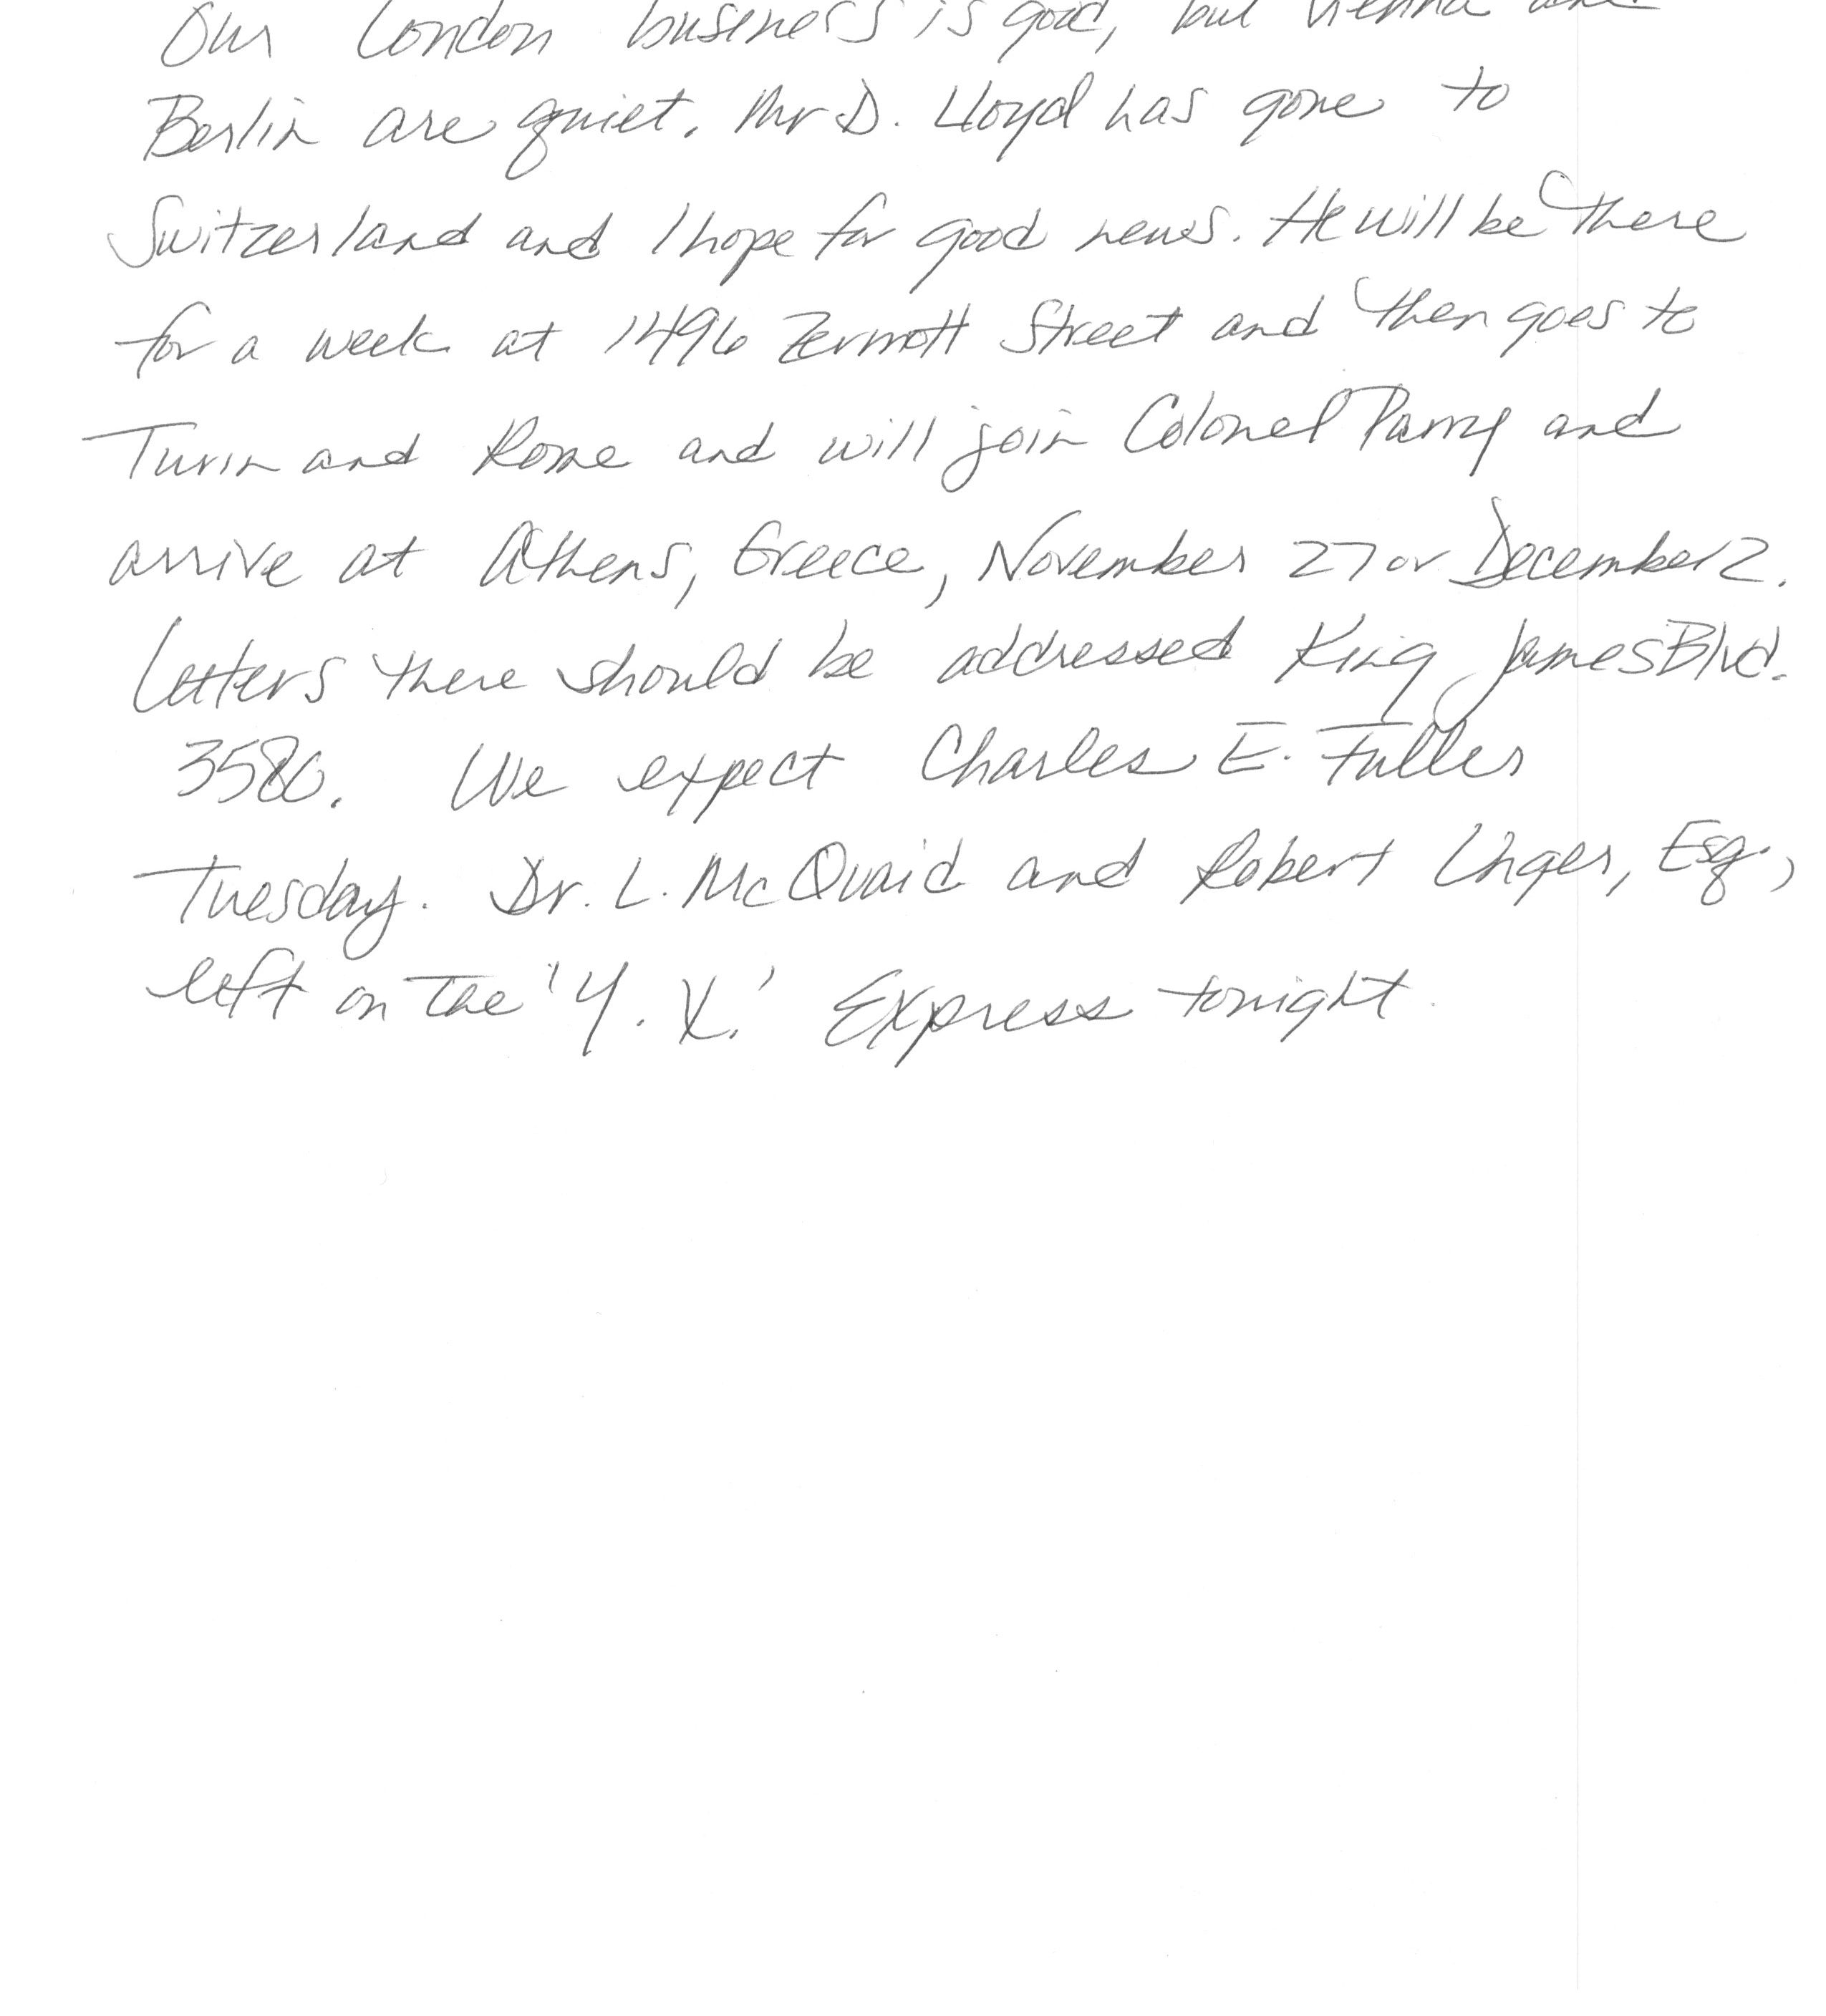 Our London business is good, but Vienna and
Berlin are quiet. Mr D. Lloyd has gone to
Switzerland and I hope for good news. He will be there
for a week at 1496 Zermott Street and then goes to
Turin and Rome and will join Colonel Parry and
arrive at Athens, Greece, November 27 or December 2.
Letters there should be addressed King James Blvd.
3586. We expect Charles E. Fuller
Tuesday. Dr. L. McQuaid and Robert Unger, Esq.,
left on the 'Y. X.' Express tonight.